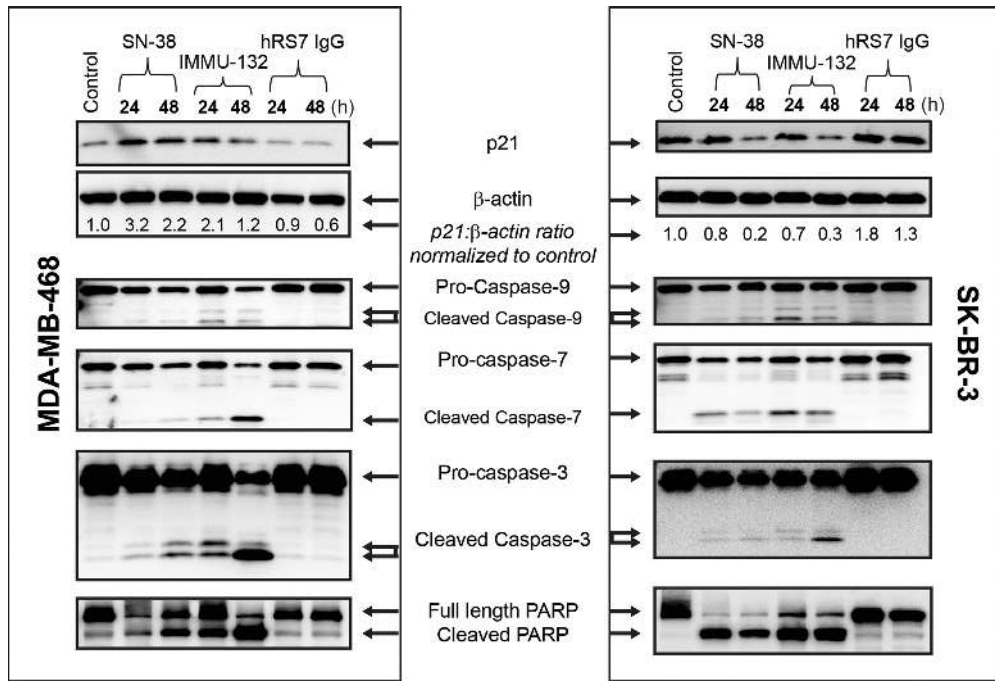 Control
SN-38
IMMU-132
hRS7 IgG
24 48 24 48 24 48 (h)
Control
SN-38
IMMU-132
hRS7 IgG
24 48 24 48 24 48 (h)
p21
β-actin
1.0 3.2 2.2 2.1 1.2 0.9 0.6
p21:β-actin ratio
normalized to control
1.0 0.8 0.2 0.7 0.3 1.8 1.3
Pro-Caspase-9
Cleaved Caspase-9
Pro-caspase-7
Cleaved Caspase-7
Pro-caspase-3
Cleaved Caspase-3
Full length PARP
Cleaved PARP
MDA-MB-468
SK-BR-3